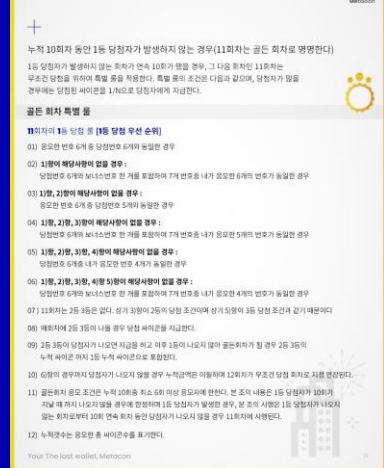 Metacon
누적 10회차 동안 1등 당첨자가 발생하지 않는 경우(11회차는 골든 회차로 명명한다)
1등 당첨자가 발생하지 않는 회차가 연속 10회가 됐을 경우, 그 다음 회차인 11회차는
무조건 당첨을 위하여 특별 룰을 적용한다. 특별 룰의 조건은 다음과 같으며, 당첨자가 많을
경우에는 당첨된 싸이콘을 1/N으로 당첨자에게 지급한다.
골든 회차 특별 룰
11회차의 1등 당첨 룰 [1등 당첨 우선 순위]
01) 응모한 번호 6개 중 당첨번호 6개와 동일한 경우
02) 1)항이 해당사항이 없을 경우 :
당첨번호 6개와 보너스번호 한 개를 포함하여 7개 번호중 내가 응모한 6개의 번호가 동일한 경우
03) 1)항, 2)항이 해당사항이 없을 경우 :
응모한 번호 6개 중 당첨번호 5개와 동일한 경우
04) 1)항, 2)항, 3)항이 해당사항이 없을 경우 :
당첨번호 6개와 보너스번호 한 개를 포함하여 7개 번호중 내가 응모한 5개의 번호가 동일한 경우
05) 1)항, 2)항, 3)항, 4)항이 해당사항이 없을 경우 :
당첨번호 6개중 내가 응모한 번호 4개가 동일한 경우
06) 1)항, 2)항, 3)항, 4)항 5)항이 해당사항이 없을 경우 :
당첨번호 6개와 보너스번호 한 개를 포함하여 7개 번호중 내가 응모한 4개의 번호가 동일한 경우
07) 11회차는 2등 3등은 없다. 상기 3)항이 2등의 당첨 조건이며 상기 5)항이 3등 당첨 조건과 같기 때문이다
08) 매회차에 2등 3등이 나올 경우 당첨 싸이콘을 지급한다.
09) 2등 3등이 당첨자가 나오면 지급을 하고 이후 1등이 나오지 않아 골든회차가 될 경우 2등 3등의
누적 싸이콘 까지 1등 누적 싸이콘으로 포함한다.
10) 6)항의 경우까지 당첨자가 나오지 않을 경우 누적금액은 이월하며 12회차가 무조건 당첨 회차로 자동 연장된다.
11) 골든회차 응모 조건은 누적 10회중 최소 6회 이상 응모자에 한한다. 본 조의 내용은 1등 당첨자가 10회가
지날 때 까지 나오지 않을 경우에 한정하며 1등 당첨자가 발생한 경우, 본 조의 시행은 1등 당첨자가 나오지
않는 회차로부터 10회 연속 회차 동안 당첨자가 나오지 않을 경우 11회차에 시행된다.
12) 누적갯수는 응모한 총 싸이콘수를 표기한다.
Your The last wallet, Metacon